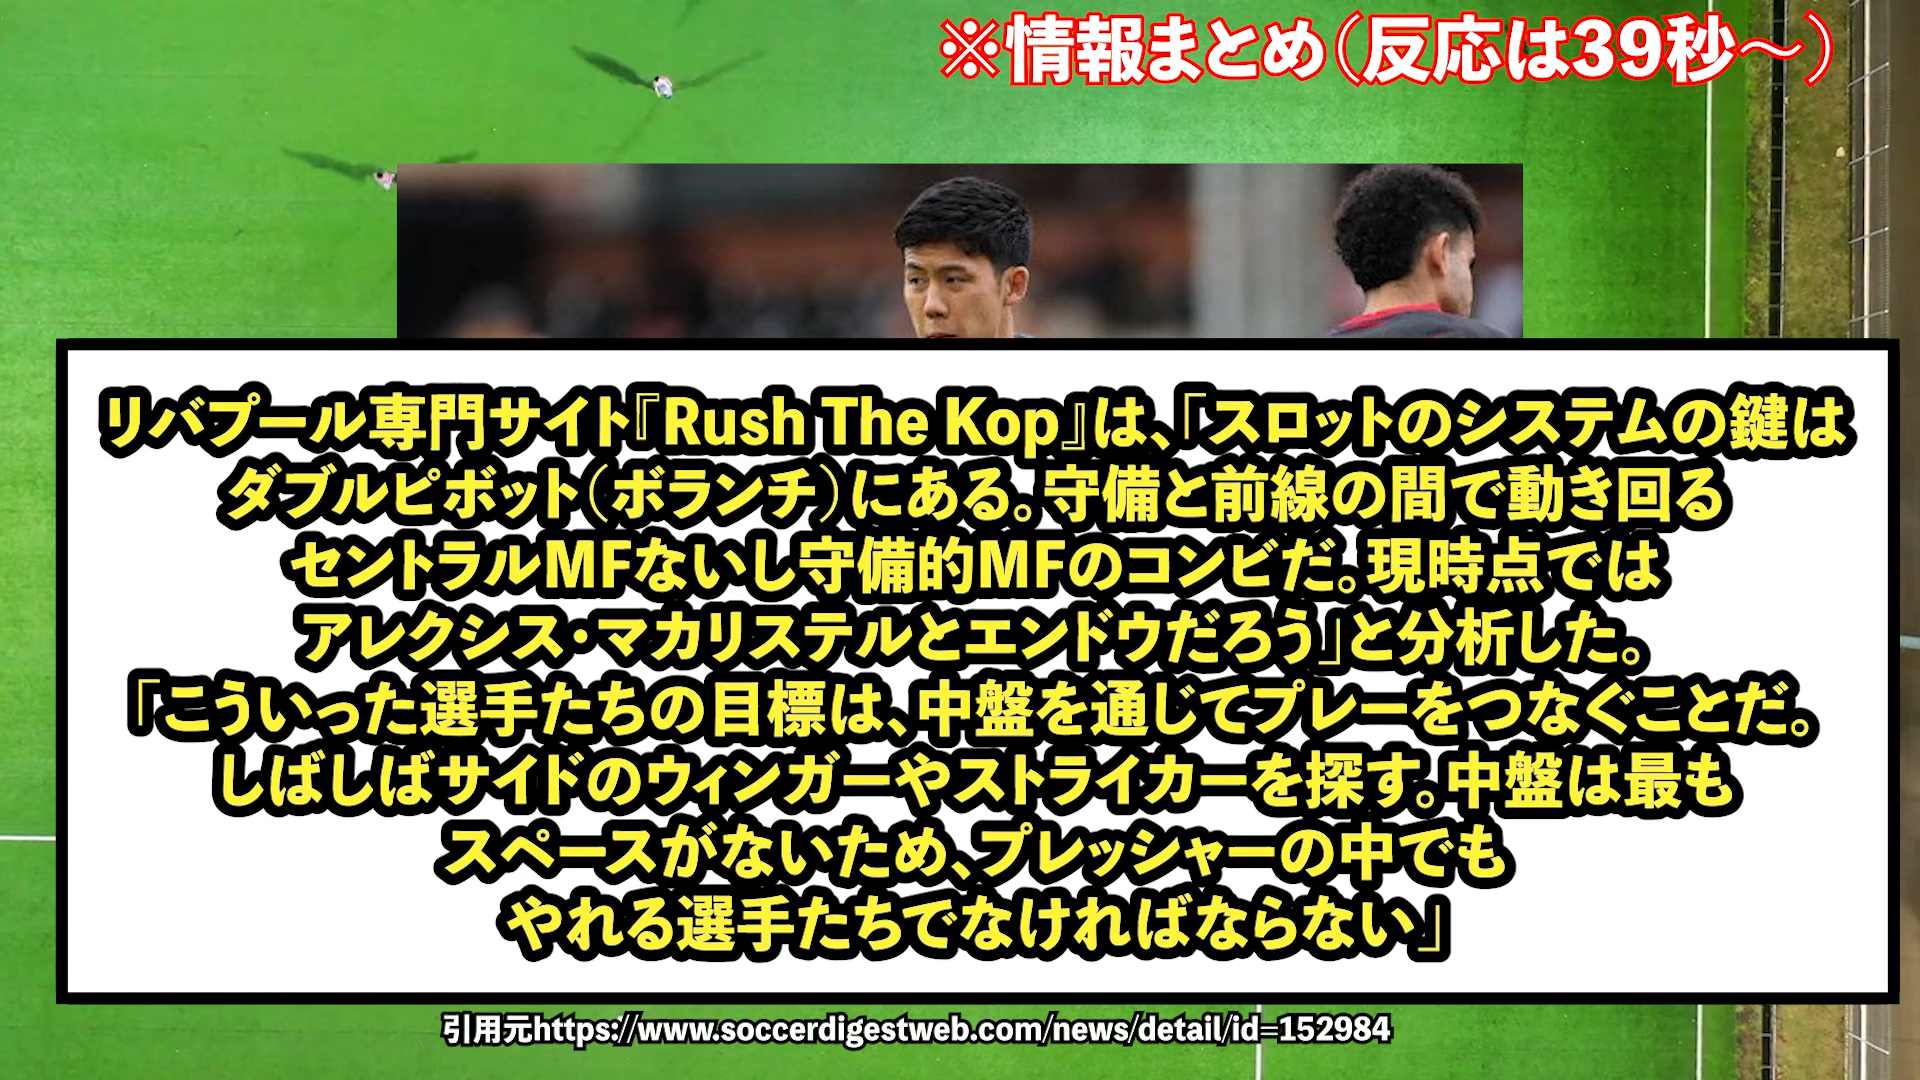 ※情報まとめ（反応は39秒～）
リバプール専門サイト『Rush The Kop』は、「スロットのシステムの鍵は
ダブルピボット（ボランチ）にある。守備と前線の間で動き回る
セントラルMFないし守備的MFのコンビだ。現時点では
アレクシス・マカリステルとエンドウだろう」と分析した。
「こういった選手たちの目標は、中盤を通じてプレーをつなぐことだ。
しばしばサイドのウィンガーやストライカーを探す。中盤は最も
スペースがないため、プレッシャーの中でも
やれる選手たちでなければならない」
引用元https://www.soccerdigestweb.com/news/detail/id=152984